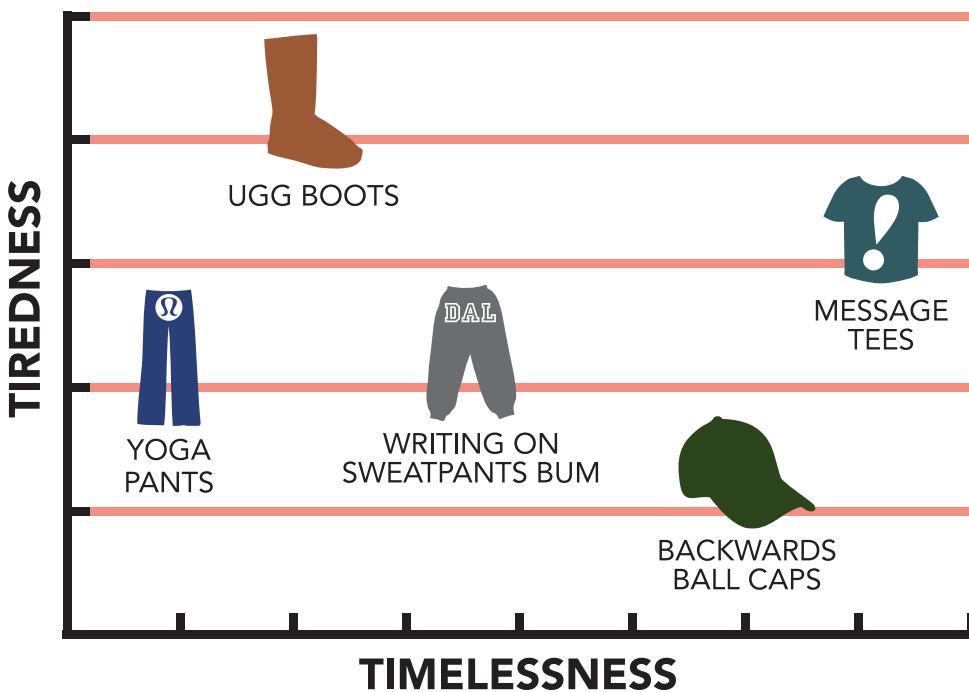 TIREDNESS
UGG BOOTS
MESSAGE
TEES
DAL
YOGA
PANTS
WRITING ON
SWEATPANTS BUM
BACKWARDS
BALL CAPS
TIMELESSNESS